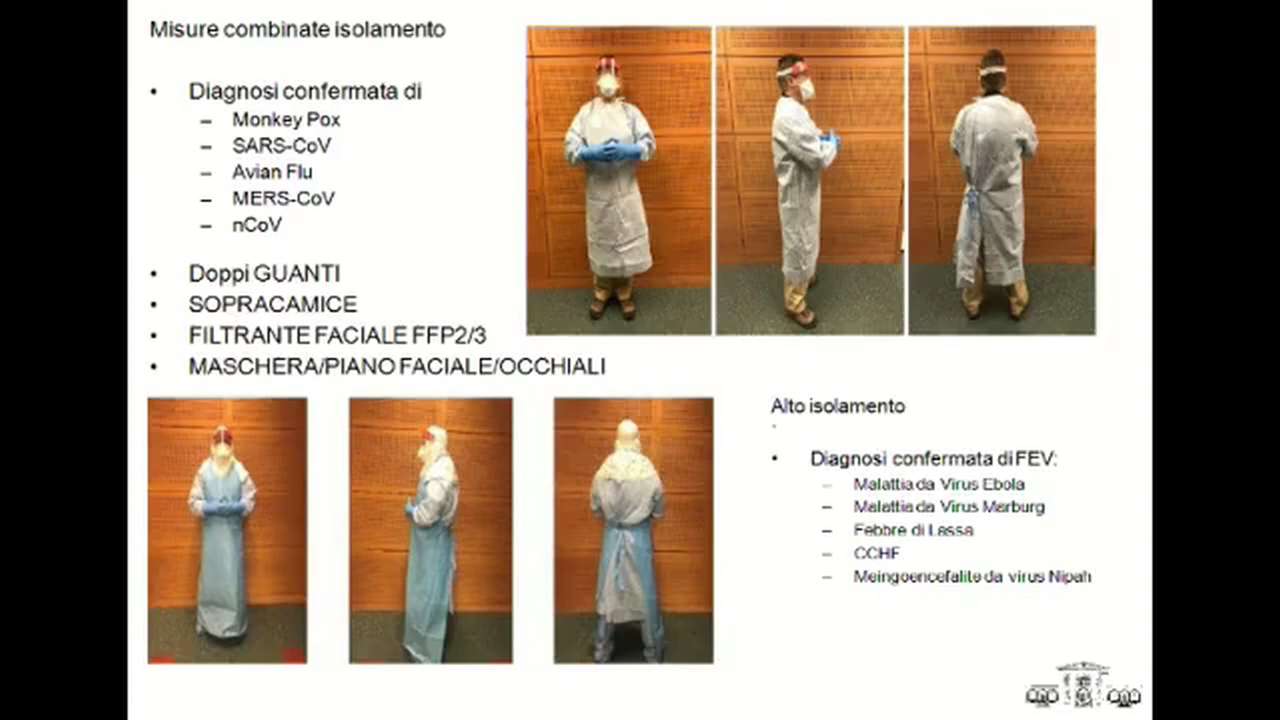 Misure combinate isolamento
• Diagnosi confermata di
– Monkey Pox
– SARS-CoV
– Avian Flu
– MERS-CoV
– nCoV
• Doppi GUANTI
• SOPRACAMICE
• FILTRANTE FACIALE FFP2/3
• MASCHERA/PIANO FACIALE/OCCHIALI
Alto isolamento
• Diagnosi confermata di FEV:
– Malattia da Virus Ebola
– Malattia da Virus Marburg
– Febbre di Lassa
– CCHF
– Meingoencefalite da virus Nipah